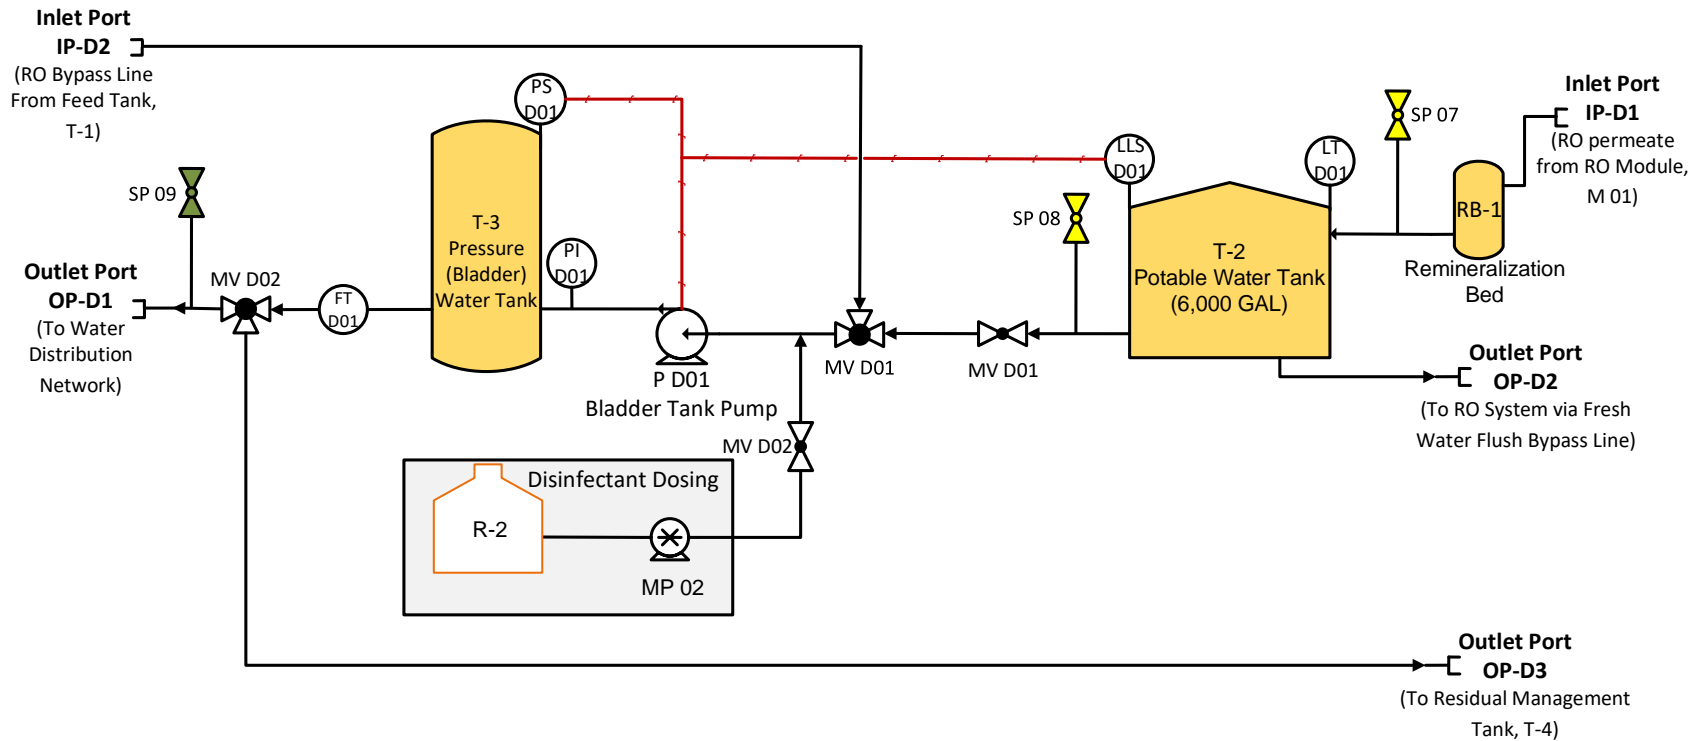 Inlet Port
IP-D2
(RO Bypass Line
From Feed Tank,
T-1)
PS
D01
SP 09
T-3
Pressure
(Bladder)
Water Tank
PI
D01
Outlet Port
OP-D1
(To Water
Distribution
Network)
MV D02
FT
D01
P D01
Bladder Tank Pump
MV D01
MV D01
SP 08
LLS
D01
LT
D01
SP 07
T-2
Potable Water Tank
(6,000 GAL)
RB-1
Remineralization
Bed
Inlet Port
IP-D1
(RO permeate
from RO Module,
M 01)
Outlet Port
OP-D2
(To RO System via Fresh
Water Flush Bypass Line)
MV D02
Disinfectant Dosing
R-2
MP 02
Outlet Port
OP-D3
(To Residual Management
Tank, T-4)